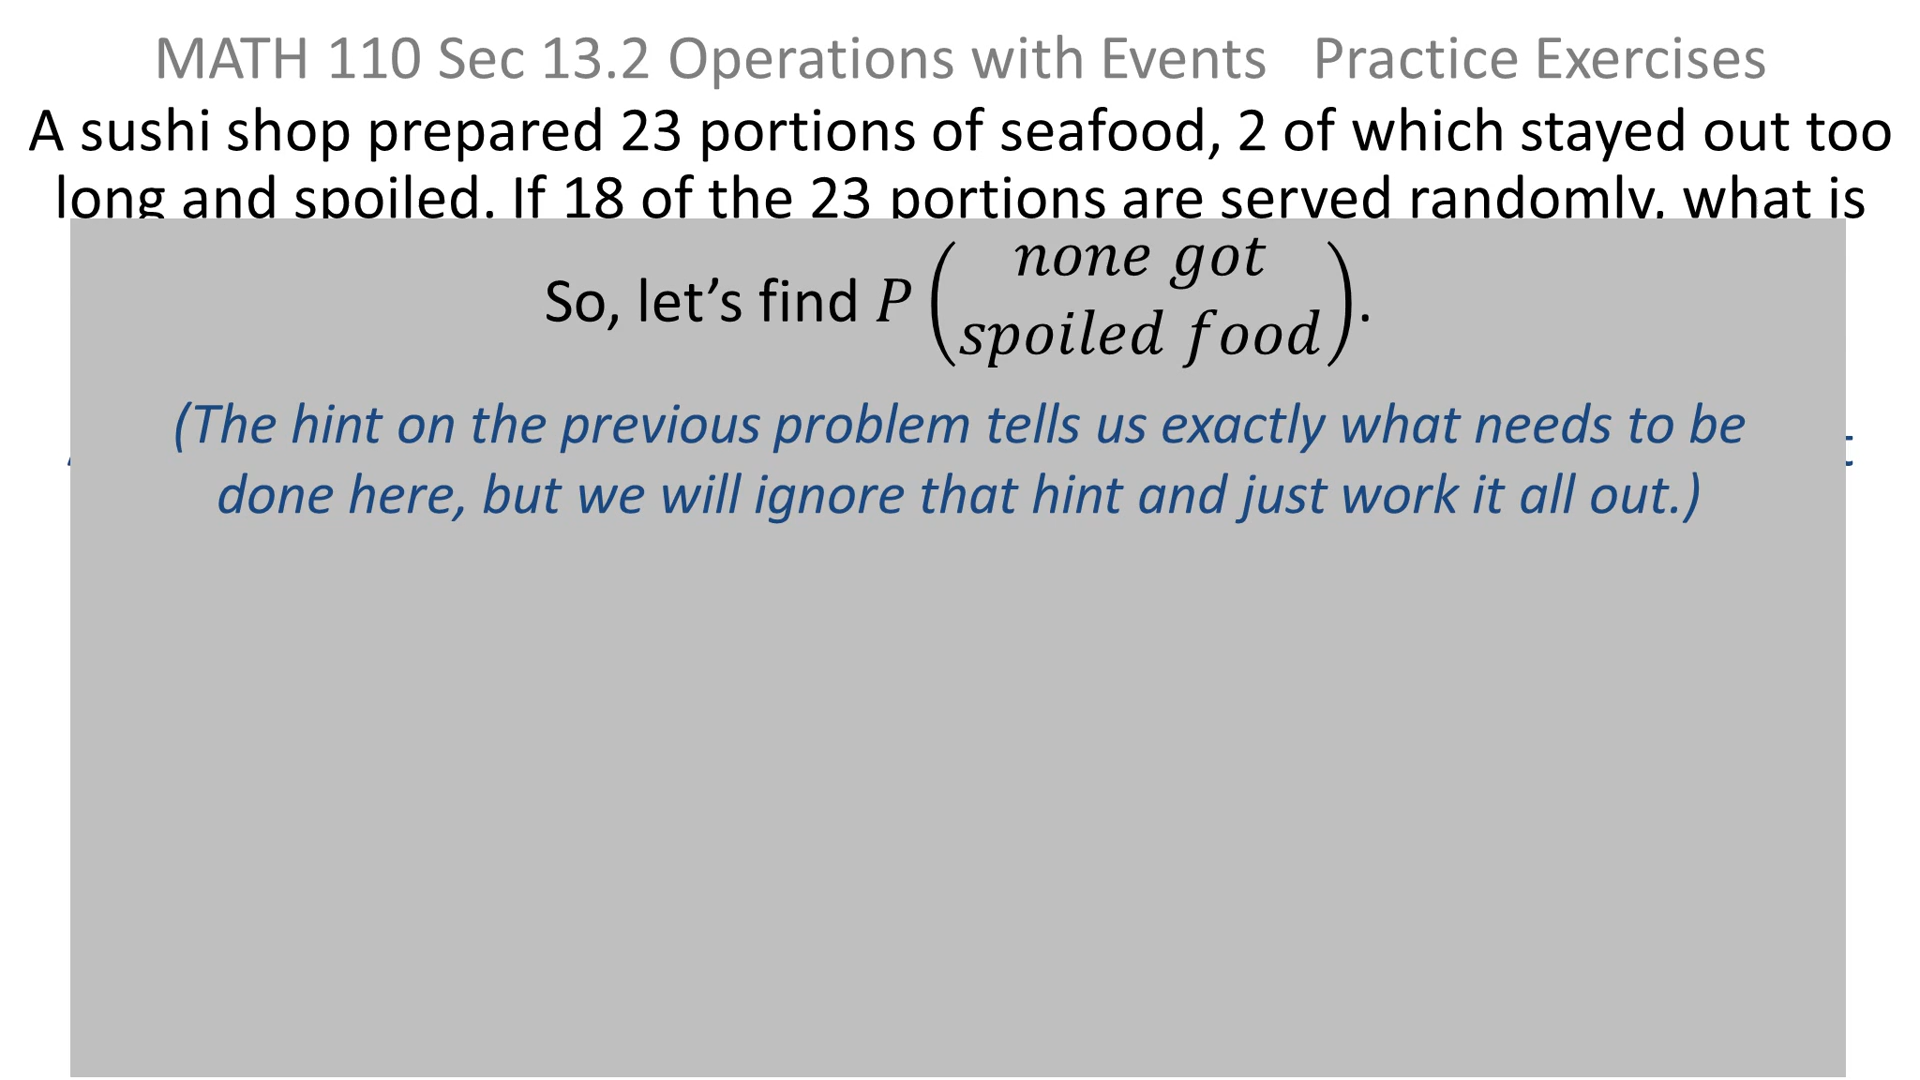 MATH 110 Sec 13.2 Operations with Events   Practice Exercises
A sushi shop prepared 23 portions of seafood, 2 of which stayed out too
long and spoiled. If 18 of the 23 portions are served randomly, what is
So, let’s find P(none got
spoiled food).
(The hint on the previous problem tells us exactly what needs to be
done here, but we will ignore that hint and just work it all out.)